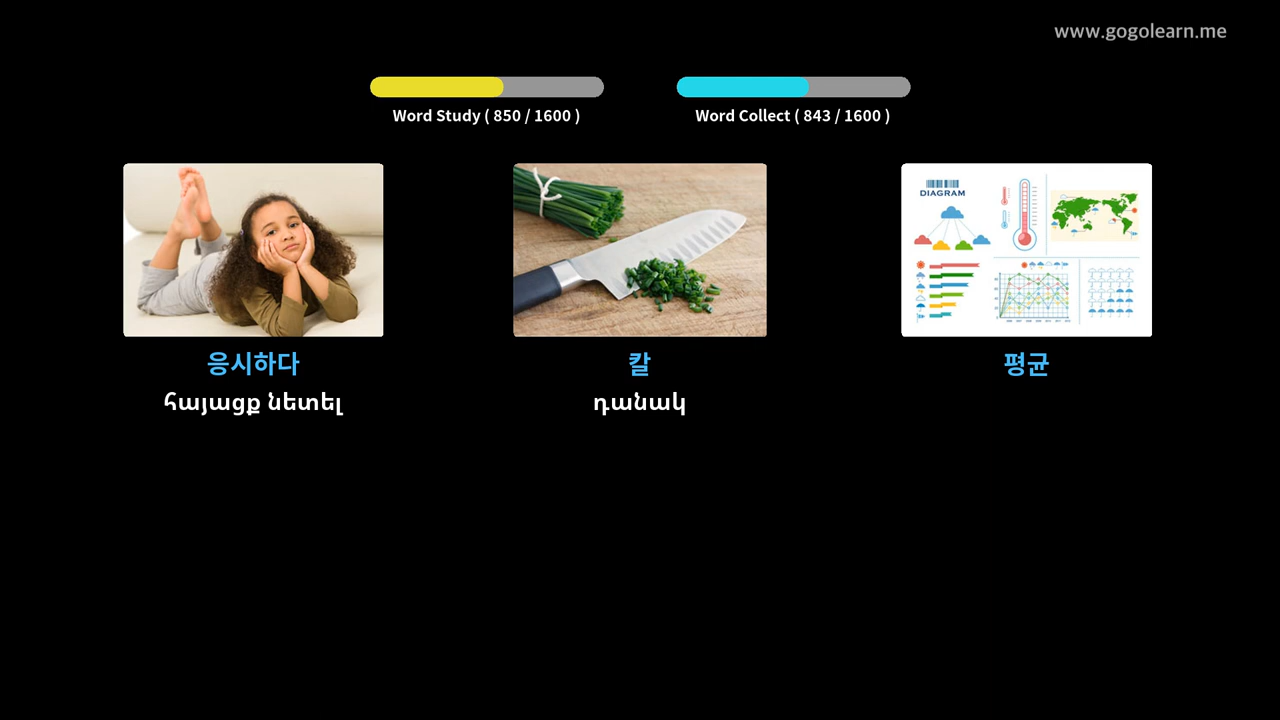 www.gogolearn.me
Word Study ( 850 / 1600 )
Word Collect ( 843 / 1600 )
DIAGRAM
응시하다
հայացք նետել
칼
դանակ
평균